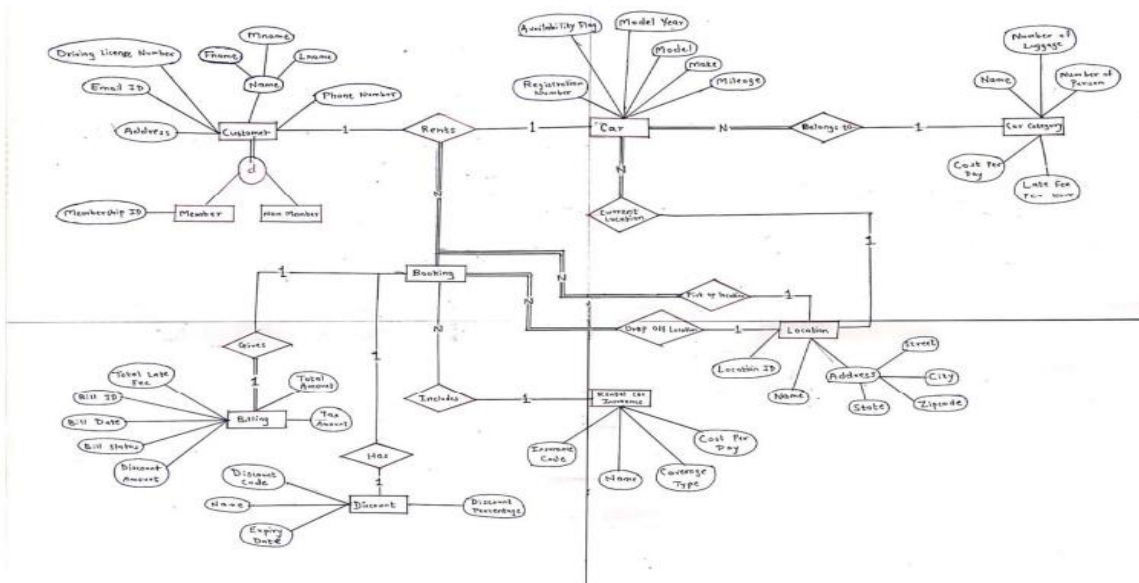 Mname
Fname
Lname
Driving License Number
Name
Email ID
Phone Number
Address
Customer
1
Rents
1
d
Membership ID
Member
Non Member
Availability Flag
Model Year
Model
Make
Registration
Number
Mileage
Car
N
Belongs to
1
Number of
Luggage
Name
Number of
Person
Car Category
Cost Per
Day
Late Fee
N
N
Current
Location
1
Booking
1
N
N
N
1
Pick up
1
Drop Off Location
1
Location
Location ID
Name
Address
Street
City
Zipcode
State
Gives
1
Total Late
Fee
Total
Amount
Bill ID
Bill Date
Billing
Tax
Amount
Bill Status
Discount
Amount
1
Has
1
Discount
Code
Name
Discount
Discount
Percentage
Expiry
Date
Includes
1
Rental Car
Insurance
Insurance
Code
Name
Coverage
Type
Cost Per
Day